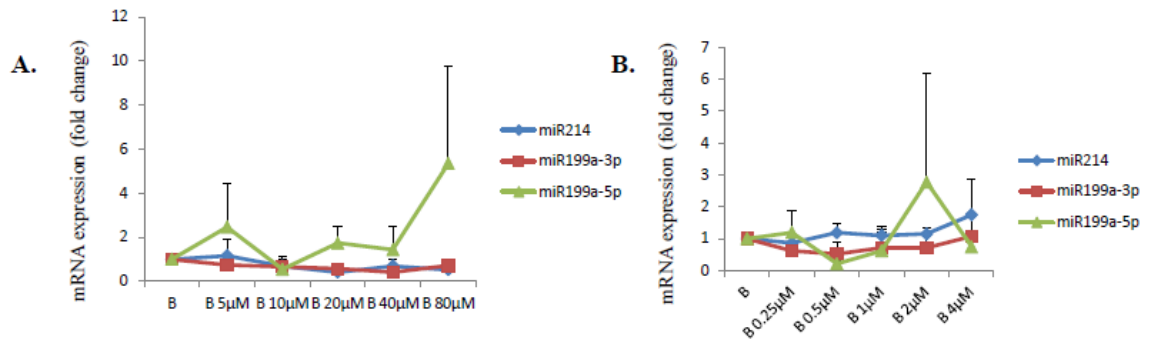 A.
mRNA expression (fold change)
12
10
8
6
4
2
0
B
B 5µM
B 10µM
B 20µM
B 40µM
B 80µM
miR214
miR199a-3p
miR199a-5p
B.
mRNA expression (fold change)
7
6
5
4
3
2
1
0
B
B 0.25µM
B 0.5µM
B 1µM
B 2µM
B 4µM
miR214
miR199a-3p
miR199a-5p